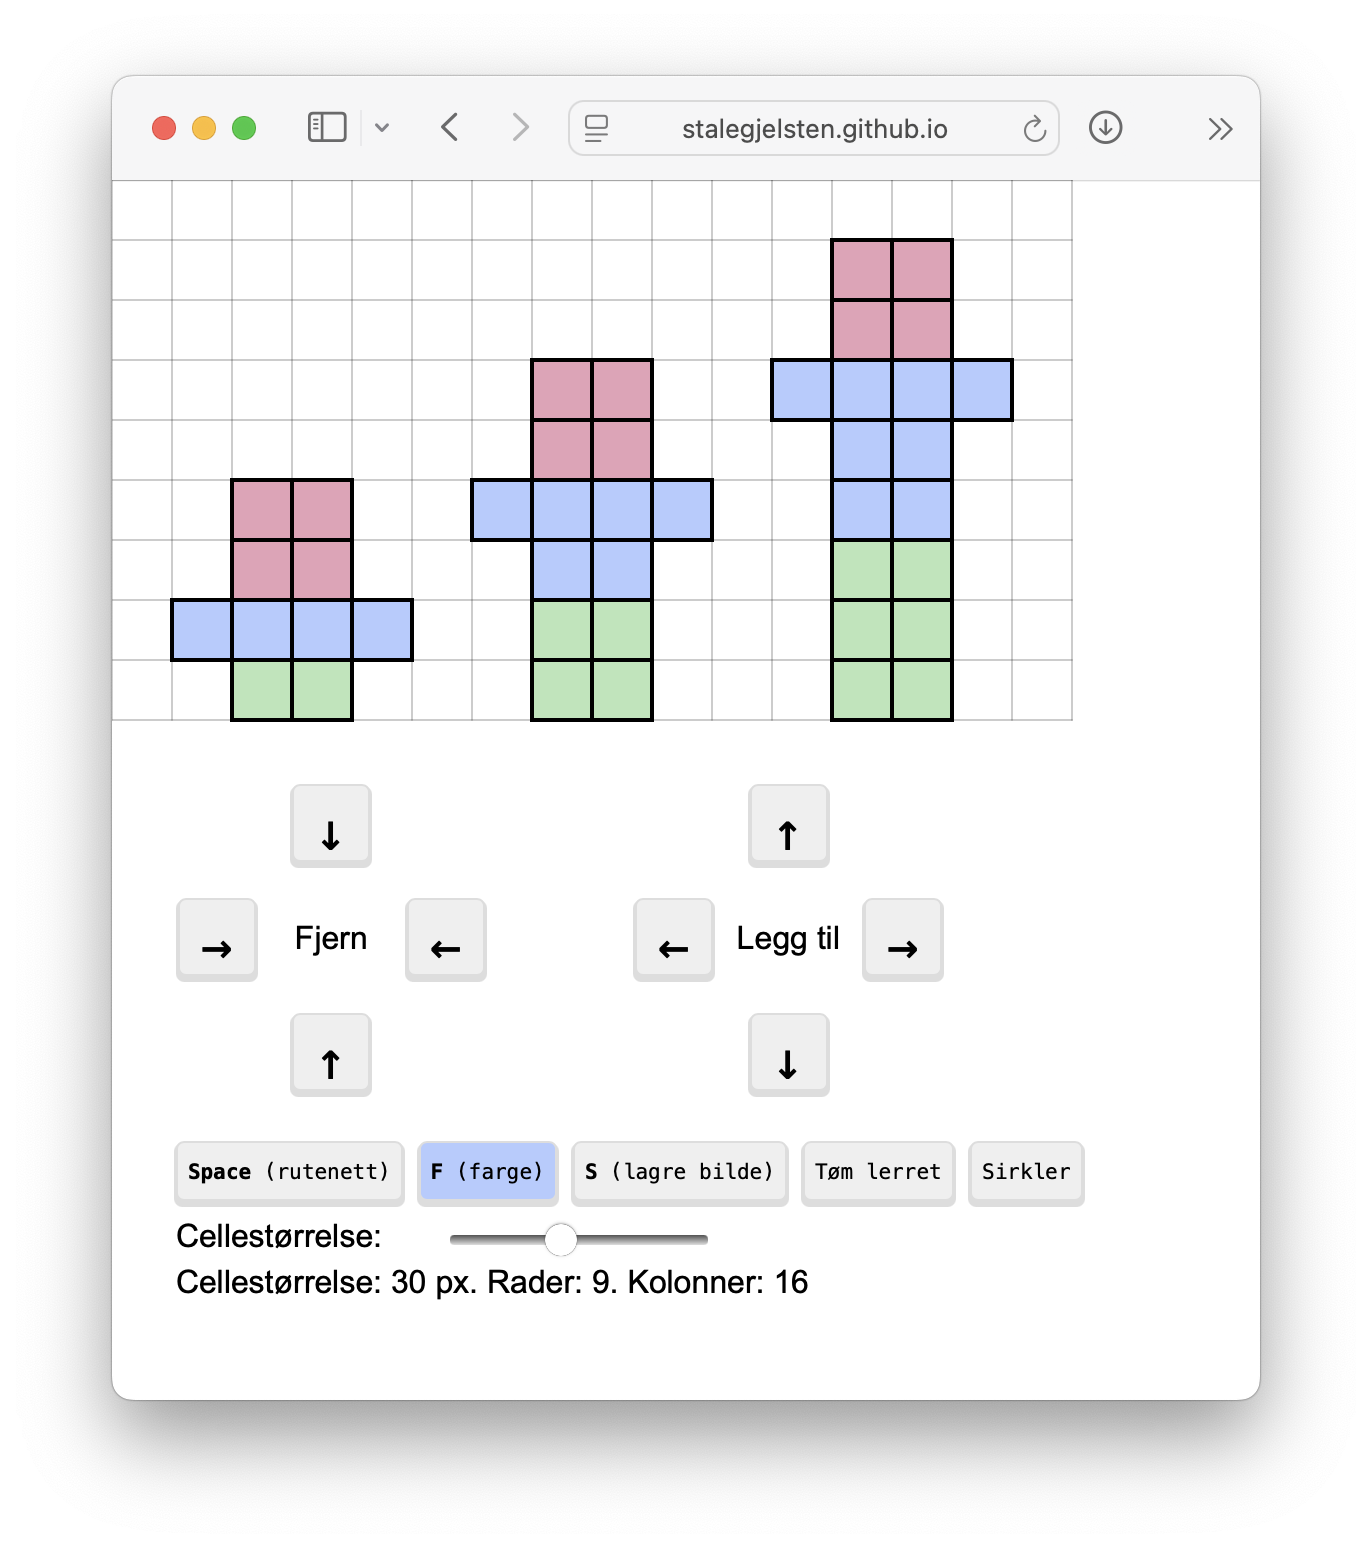 stalegjelsten.github.io
↓ ↑
→ Fjern ← ← Legg til →
↑ ↓
Space (rutenett) F (farge) S (lagre bilde) Tøm lerret Sirkler
Cellestørrelse:
Cellestørrelse: 30 px. Rader: 9. Kolonner: 16